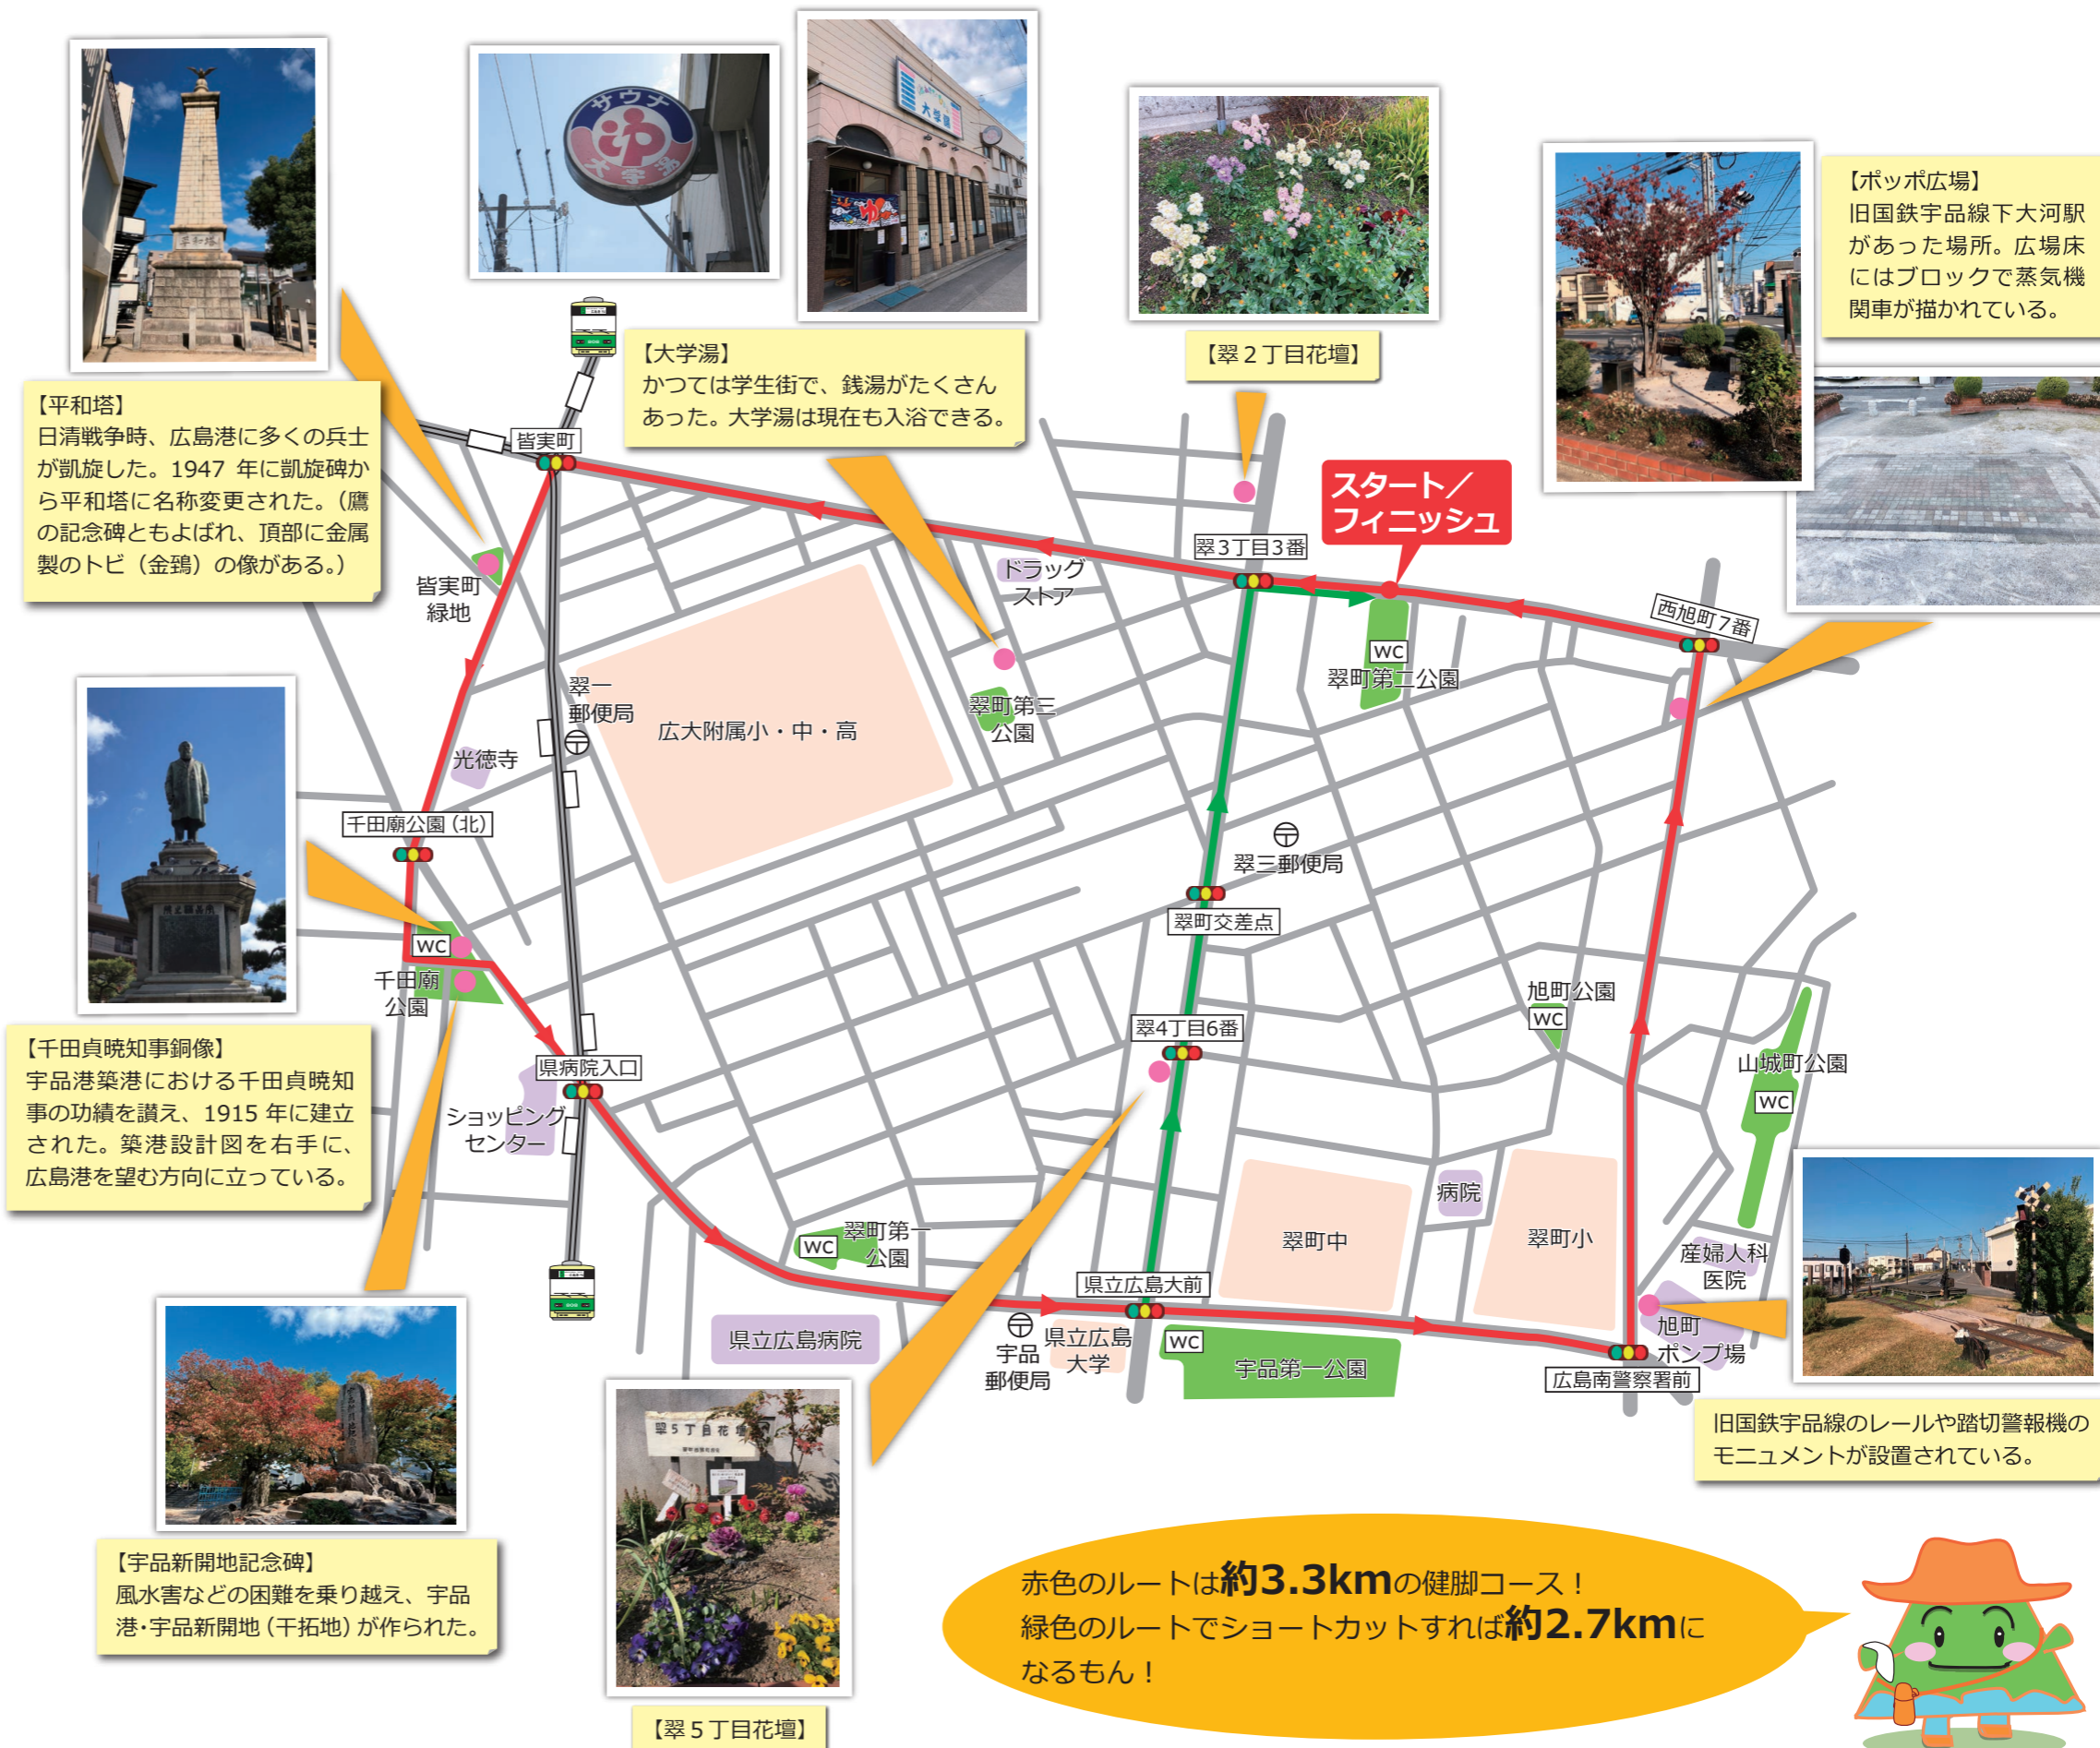 サウナ
ゆ
大学湯
大学湯
ゆ
平和塔
【平和塔】
日清戦争時、広島港に多くの兵士
が凱旋した。1947 年に凱旋碑か
ら平和塔に名称変更された。（鷹
の記念碑ともよばれ、頂部に金属
製のトビ（金鵄）の像がある。）
【大学湯】
かつては学生街で、銭湯がたくさん
あった。大学湯は現在も入浴できる。
【翠２丁目花壇】
【ポッポ広場】
旧国鉄宇品線下大河駅
があった場所。広場床
にはブロックで蒸気機
関車が描かれている。
皆実町
スタート／
フィニッシュ
翠3丁目3番
西旭町7番
ドラッグ
ストア
皆実町
緑地
WC
翠町第二公園
翠一
郵便局
広大附属小・中・高
翠町第三
公園
光徳寺
千田廟公園（北）
翠三郵便局
翠町交差点
WC
千田廟
公園
旭町公園
WC
翠4丁目6番
山城町公園
WC
【千田貞暁知事銅像】
宇品港築港における千田貞暁知
事の功績を讃え、1915 年に建立
された。築港設計図を右手に、
広島港を望む方向に立っている。
県病院入口
ショッピング
センター
病院
翠町中
翠町小
WC
翠町第一
公園
産婦人科
医院
県立広島大前
旭町
ポンプ場
県立広島病院
宇品
郵便局
県立広島
大学
WC
宇品第一公園
広島南警察署前
旧国鉄宇品線のレールや踏切警報機の
モニュメントが設置されている。
翠5丁目花壇
【宇品新開地記念碑】
風水害などの困難を乗り越え、宇品
港・宇品新開地（干拓地）が作られた。
【翠５丁目花壇】
赤色のルートは約3.3kmの健脚コース！
緑色のルートでショートカットすれば約2.7kmに
なるもん！